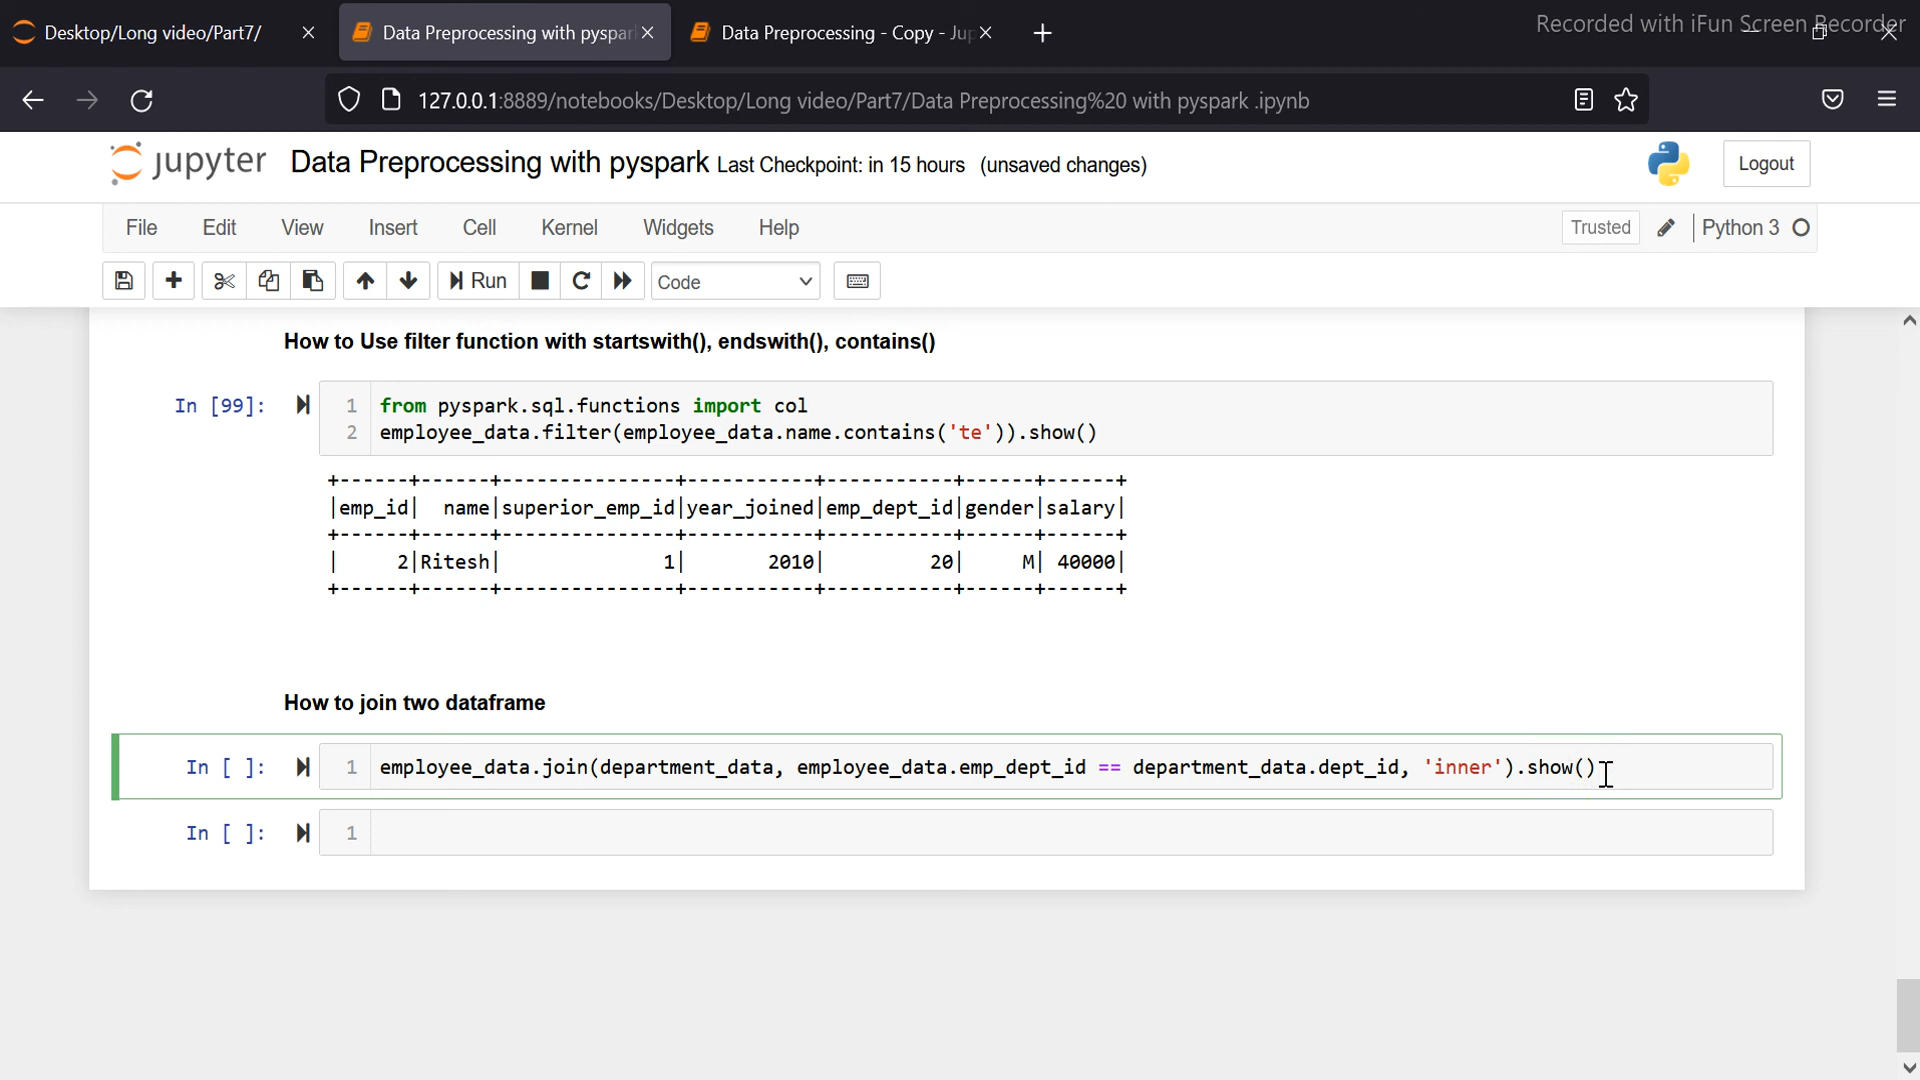 Desktop/Long video/Part7/
Data Preprocessing with pyspar
Data Preprocessing - Copy - Jup
Recorded with iFun Screen Recorder
127.0.0.1:8889/notebooks/Desktop/Long video/Part7/Data Preprocessing%20 with pyspark .ipynb
jupyter Data Preprocessing with pyspark Last Checkpoint: in 15 hours (unsaved changes)
Logout
File Edit View Insert Cell Kernel Widgets Help
Trusted
Python 3
Run
Code
How to Use filter function with startswith(), endswith(), contains()
In [99]:
1 from pyspark.sql.functions import col
2 employee_data.filter(employee_data.name.contains('te')).show()
+------+------+---------------+-----------+-----------+------+------+
|emp_id|  name|superior_emp_id|year_joined|emp_dept_id|gender|salary|
+------+------+---------------+-----------+-----------+------+------+
|     2|Ritesh|              1|       2010|         20|     M| 40000|
+------+------+---------------+-----------+-----------+------+------+
How to join two dataframe
In [ ]:
1 employee_data.join(department_data, employee_data.emp_dept_id == department_data.dept_id, 'inner').show()
In [ ]:
1